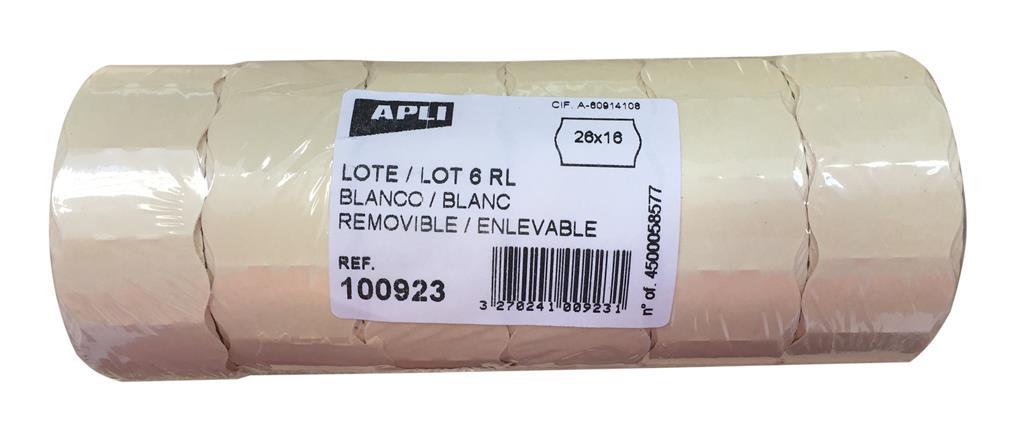 APLI
CIF. A-60914108
26x16
LOTE / LOT 6 RL
BLANCO / BLANC
REMOVIBLE / ENLEVABLE
REF.
100923
3 270241 009231
nº of. 4500058577